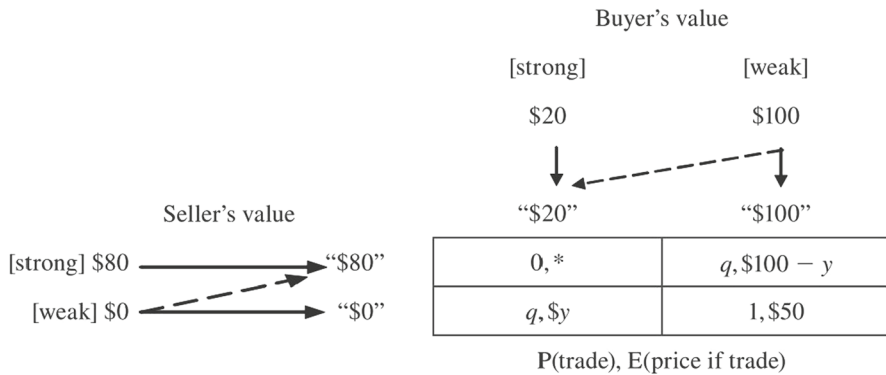 Buyer’s value
[strong] [weak]
$20 $100
Seller’s value “$20” “$100”
[strong] $80 “$80” 0, * q, $100 − y
[weak] $0 “$0” q, $y 1, $50
P(trade), E(price if trade)